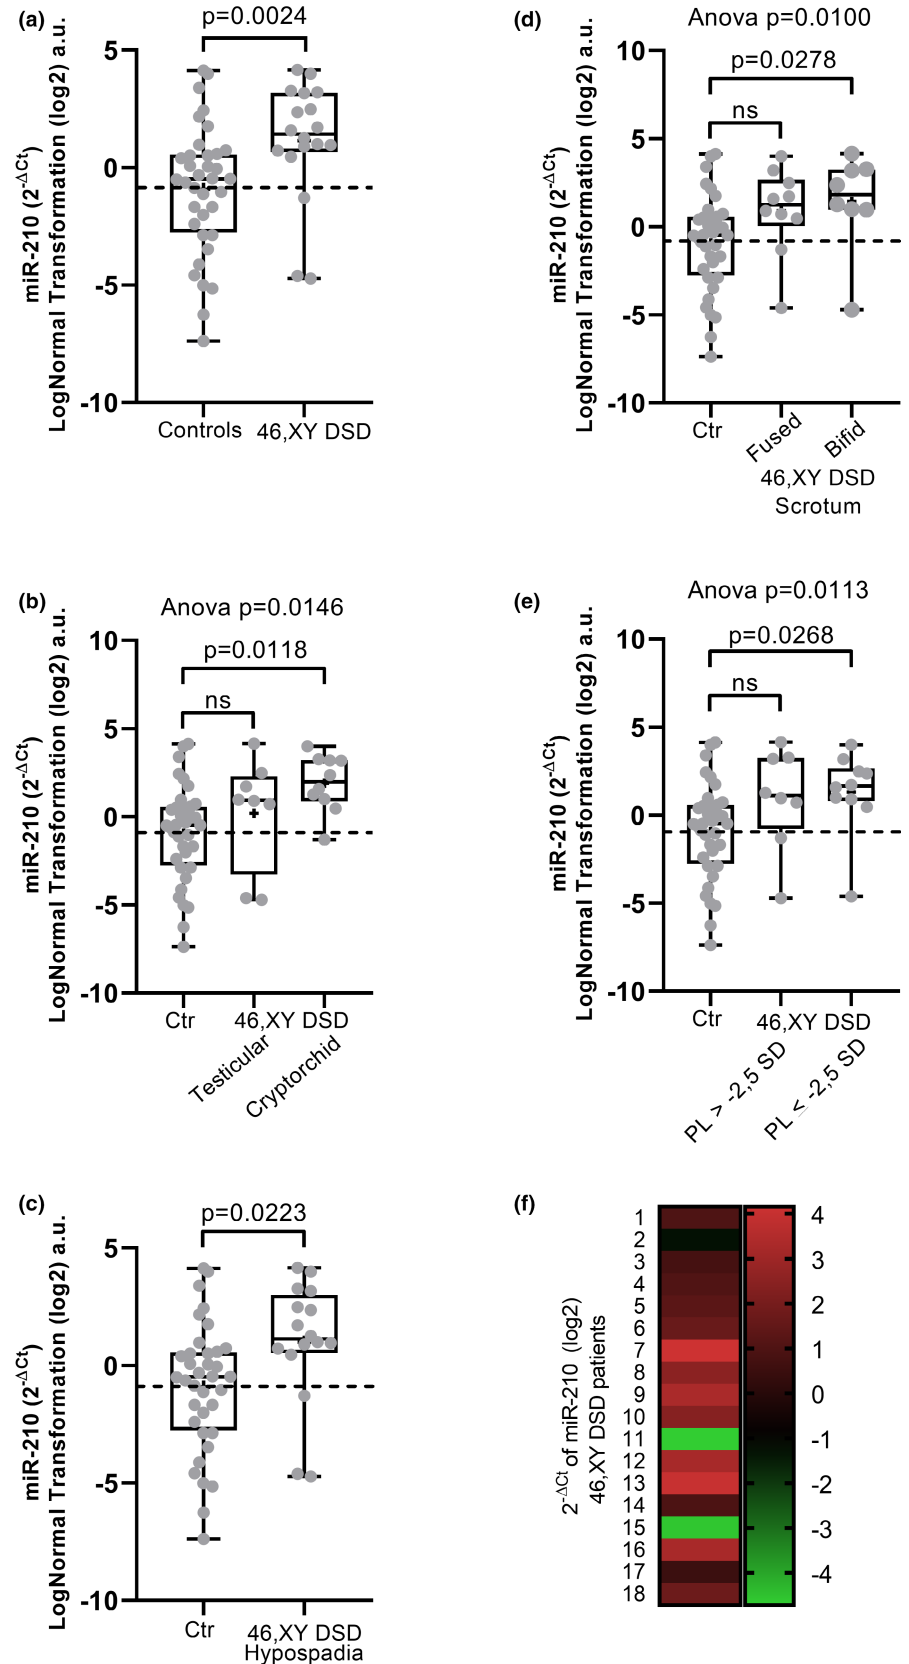 (a)
p=0.0024
miR-210 (2^-ΔCt)
LogNormal Transformation (log2) a.u.
5
0
-5
-10
Controls
46,XY DSD
(b)
Anova p=0.0146
p=0.0118
ns
miR-210 (2^-ΔCt)
LogNormal Transformation (log2) a.u.
10
5
0
-5
-10
Ctr
46,XY DSD
Testicular
Cryptorchid
(c)
p=0.0223
miR-210 (2^-ΔCt)
LogNormal Transformation (log2) a.u.
5
0
-5
-10
Ctr
46,XY DSD
Hypospadia
(d)
Anova p=0.0100
p=0.0278
ns
miR-210 (2^-ΔCt)
LogNormal Transformation (log2) a.u.
10
5
0
-5
-10
Ctr
Fused
Bifid
46,XY DSD
Scrotum
(e)
Anova p=0.0113
p=0.0268
ns
miR-210 (2^-ΔCt)
LogNormal Transformation (log2) a.u.
10
5
0
-5
-10
Ctr
46,XY DSD
PL > -2,5 SD
PL ≤ -2,5 SD
(f)
2^-ΔCt of miR-210 (log2)
46,XY DSD patients
1
2
3
4
5
6
7
8
9
10
11
12
13
14
15
16
17
18
4
3
2
1
0
-1
-2
-3
-4